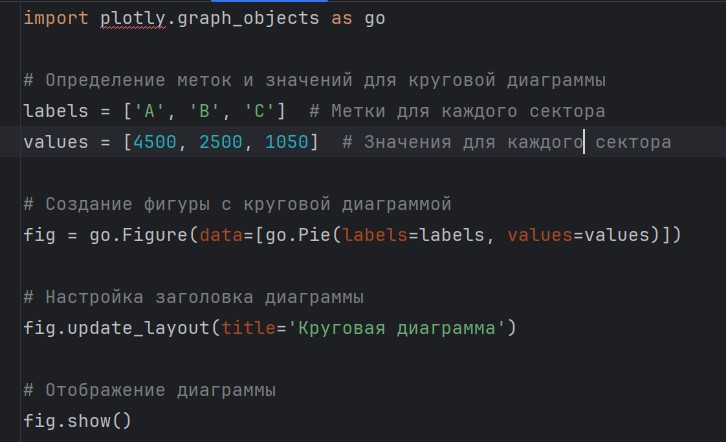 import plotly.graph_objects as go
# Определение меток и значений для круговой диаграммы
labels = ['A', 'B', 'C']  # Метки для каждого сектора
values = [4500, 2500, 1050]  # Значения для каждого сектора
# Создание фигуры с круговой диаграммой
fig = go.Figure(data=[go.Pie(labels=labels, values=values)])
# Настройка заголовка диаграммы
fig.update_layout(title='Круговая диаграмма')
# Отображение диаграммы
fig.show()